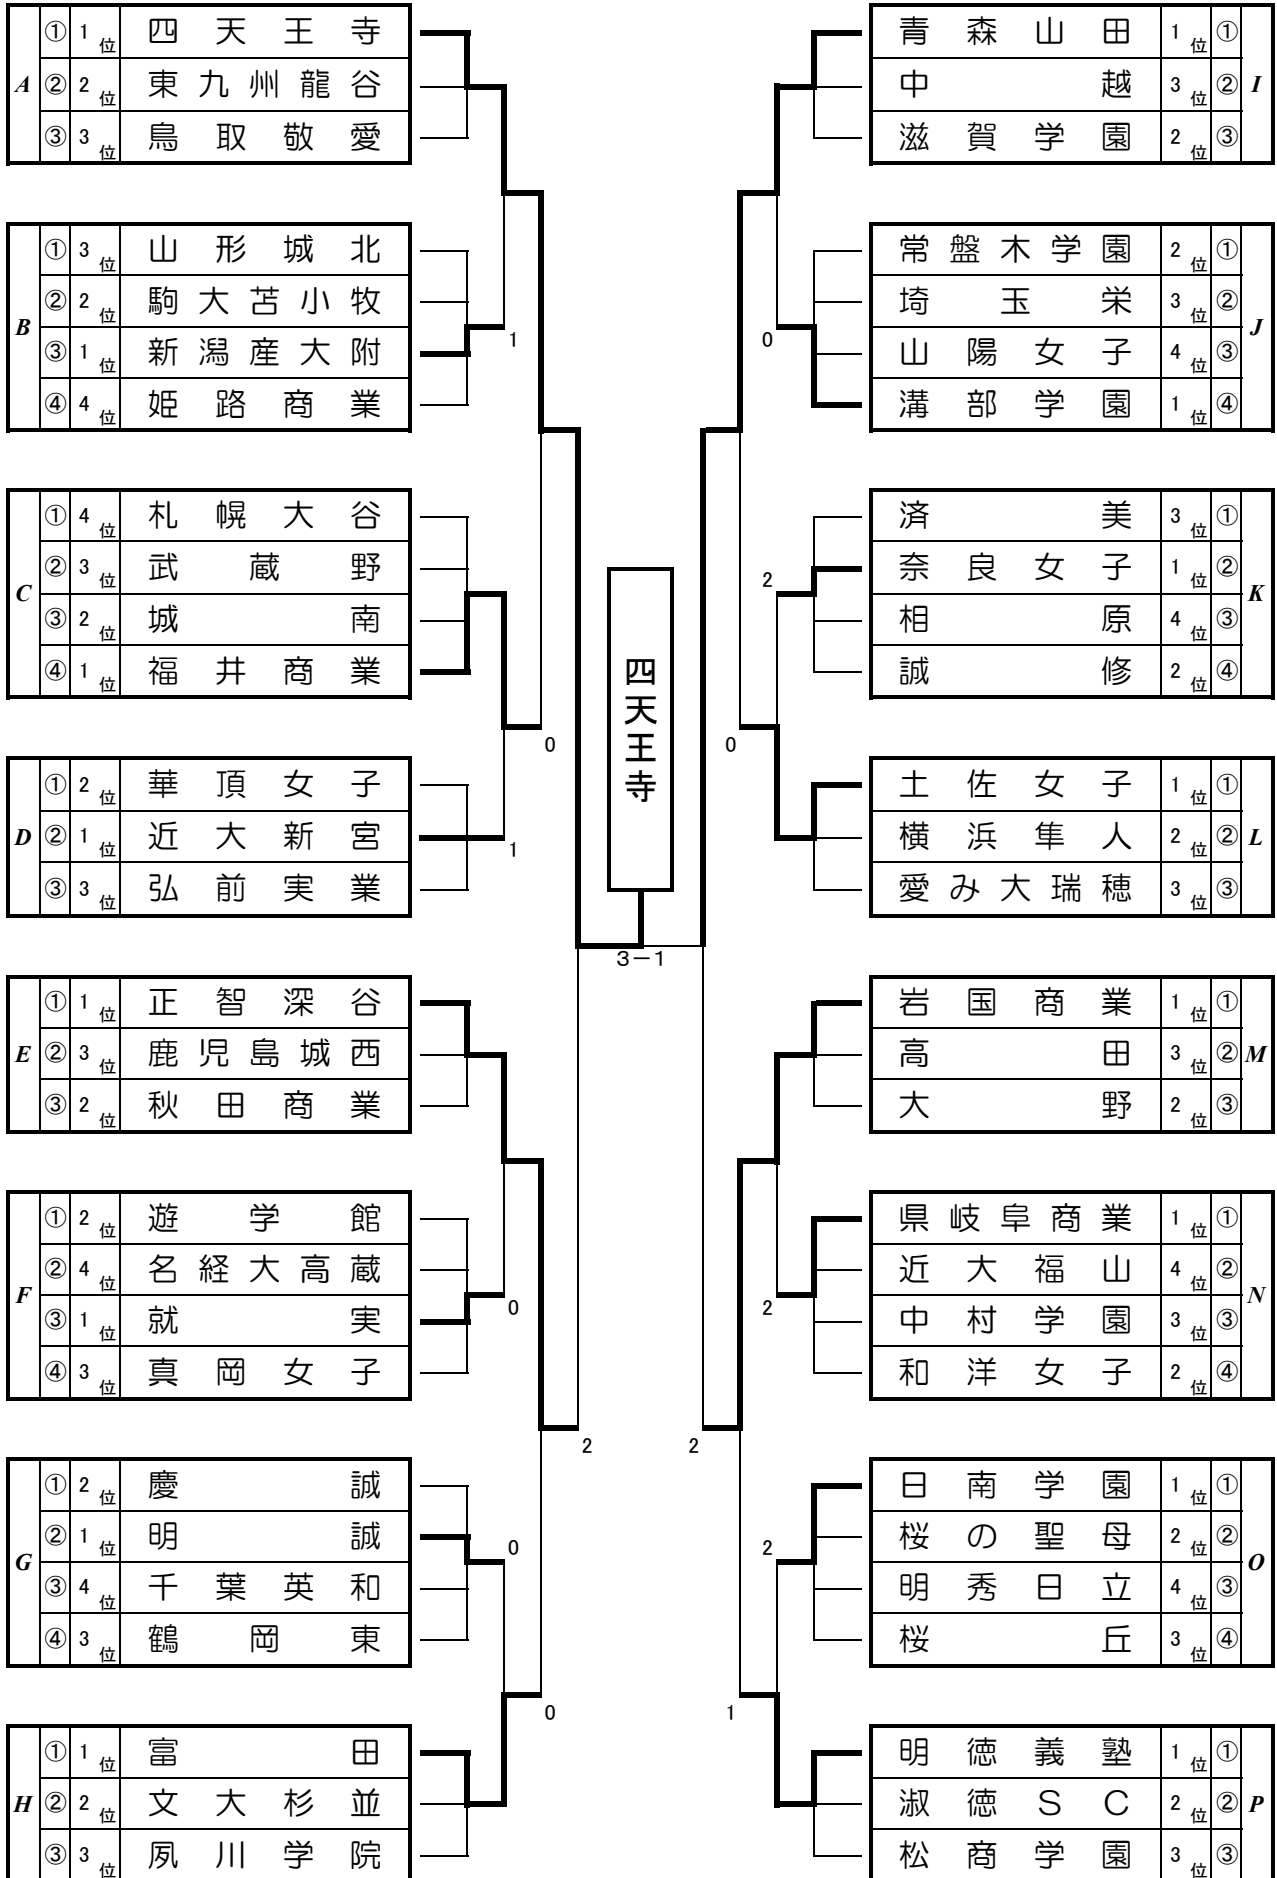 A
① 1位 四天王寺
② 2位 東九州龍谷
③ 3位 鳥取敬愛
B
① 3位 山形城北
② 2位 駒大苫小牧
③ 1位 新潟産大附
④ 4位 姫路商業
1
C
① 4位 札幌大谷
② 3位 武蔵野
③ 2位 城南
④ 1位 福井商業
0
D
① 2位 華頂女子
② 1位 近大新宮
③ 3位 弘前実業
1
E
① 1位 正智深谷
② 3位 鹿児島城西
③ 2位 秋田商業
F
① 2位 遊学館
② 4位 名経大高蔵
③ 1位 就実
④ 3位 真岡女子
0
2
G
① 2位 慶誠
② 1位 明誠
③ 4位 千葉英和
④ 3位 鶴岡東
0
0
H
① 1位 富田
② 2位 文大杉並
③ 3位 夙川学院
四天王寺
3－1
青森山田 1位 ①
中越 3位 ②
滋賀学園 2位 ③
I
0
常盤木学園 2位 ①
埼玉栄 3位 ②
山陽女子 4位 ③
溝部学園 1位 ④
J
2
済美 3位 ①
奈良女子 1位 ②
相原 4位 ③
誠修 2位 ④
K
0
土佐女子 1位 ①
横浜隼人 2位 ②
愛み大瑞穂 3位 ③
L
岩国商業 1位 ①
高田 3位 ②
大野 2位 ③
M
2
県岐阜商業 1位 ①
近大福山 4位 ②
中村学園 3位 ③
和洋女子 2位 ④
N
2
2
日南学園 1位 ①
桜の聖母 2位 ②
明秀日立 4位 ③
桜丘 3位 ④
O
1
明徳義塾 1位 ①
淑徳ＳＣ 2位 ②
松商学園 3位 ③
P